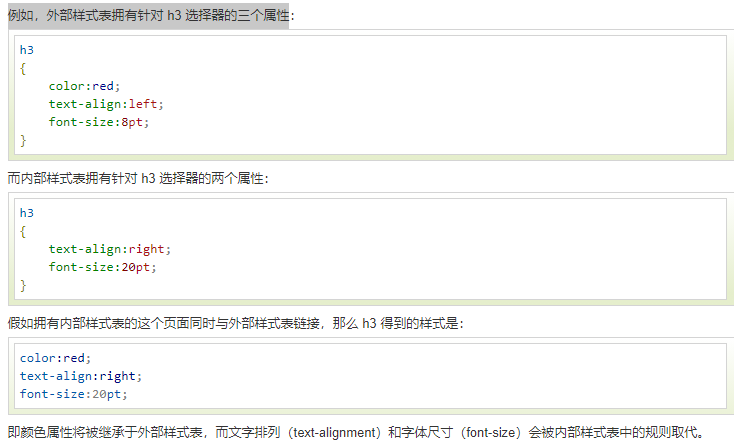 例如，外部样式表拥有针对 h3 选择器的三个属性：
h3
{
    color:red;
    text-align:left;
    font-size:8pt;
}
而内部样式表拥有针对 h3 选择器的两个属性：
h3
{
    text-align:right;
    font-size:20pt;
}
假如拥有内部样式表的这个页面同时与外部样式表链接，那么 h3 得到的样式是：
color:red;
text-align:right;
font-size:20pt;
即颜色属性将被继承于外部样式表，而文字排列（text-alignment）和字体尺寸（font-size）会被内部样式表中的规则取代。